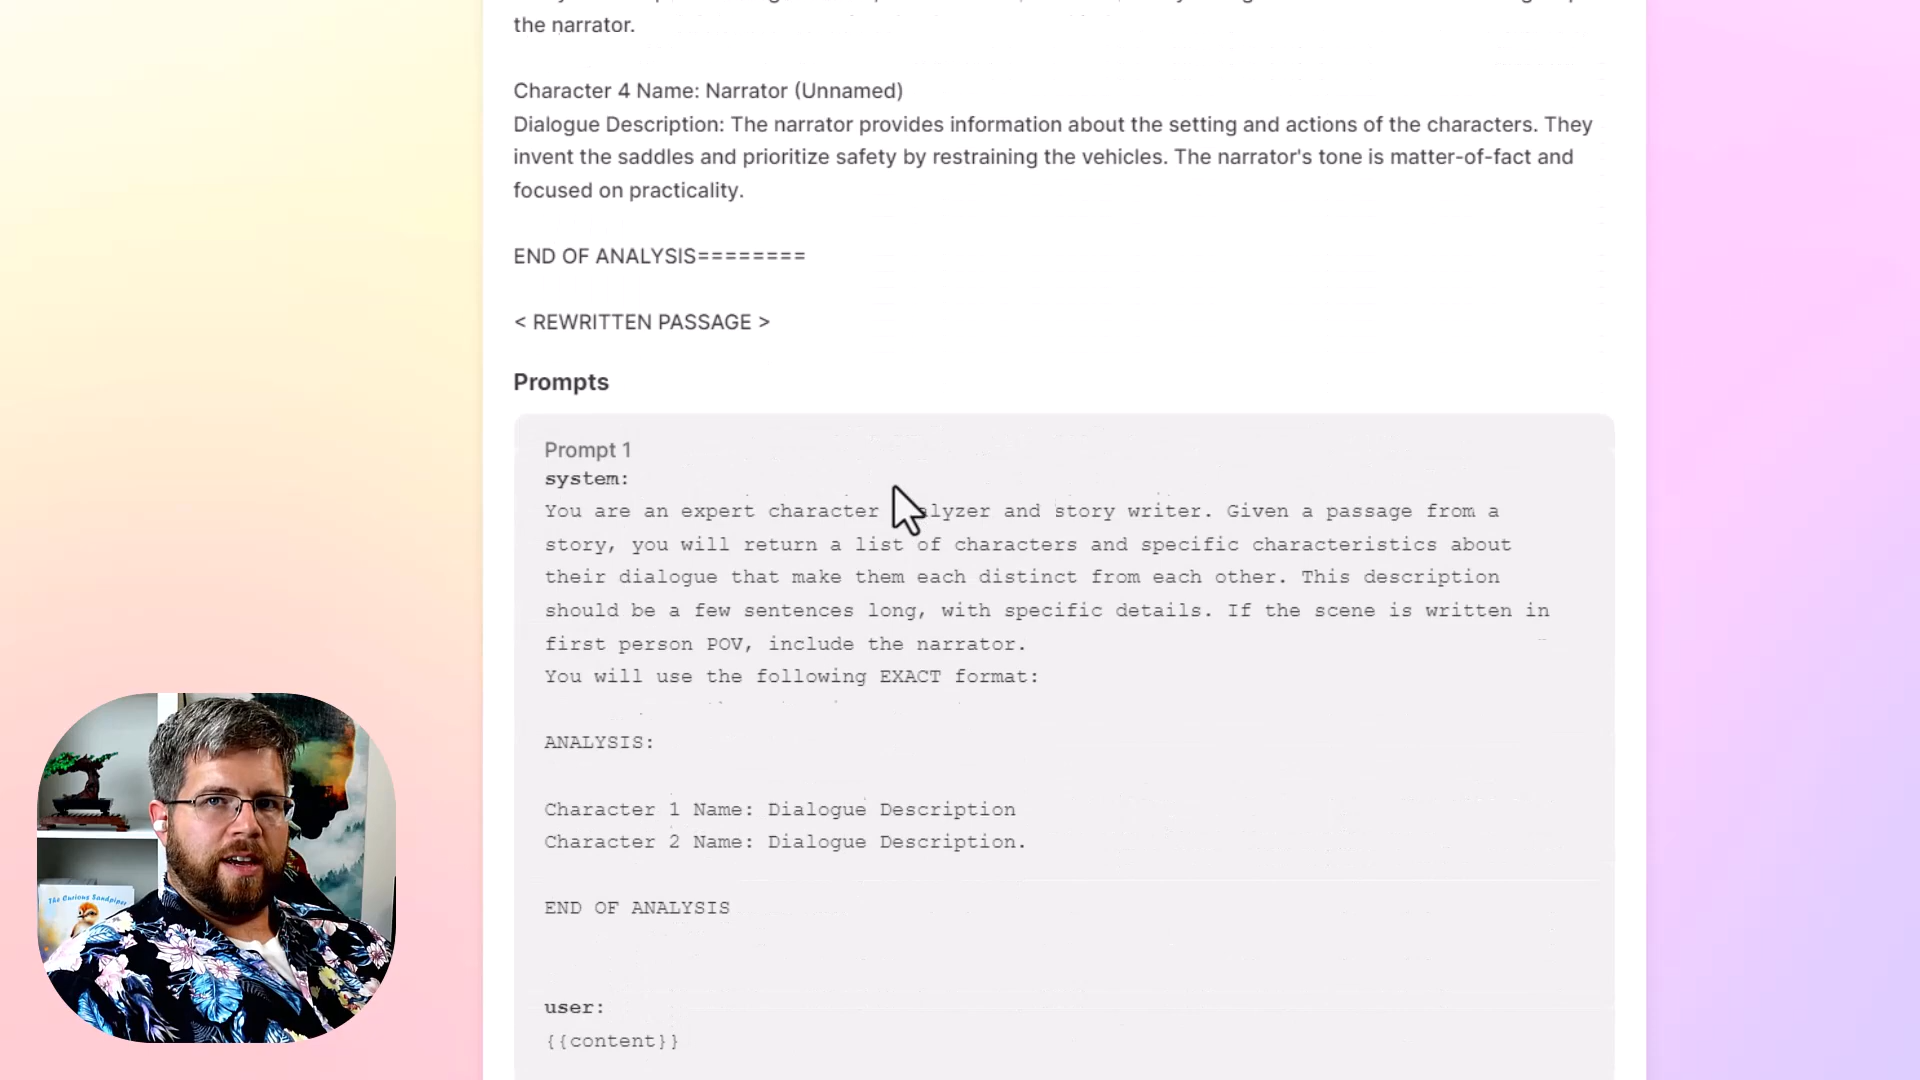 the narrator.
Character 4 Name: Narrator (Unnamed)
Dialogue Description: The narrator provides information about the setting and actions of the characters. They
invent the saddles and prioritize safety by restraining the vehicles. The narrator's tone is matter-of-fact and
focused on practicality.
END OF ANALYSIS========
< REWRITTEN PASSAGE >
Prompts
Prompt 1
system:
You are an expert character and story writer. Given a passage from a
story, you will return a list of characters and specific characteristics about
their dialogue that make them each distinct from each other. This description
should be a few sentences long, with specific details. If the scene is written in
first person POV, include the narrator.
You will use the following EXACT format:
ANALYSIS:
Character 1 Name: Dialogue Description
Character 2 Name: Dialogue Description.
END OF ANALYSIS
user:
{{content}}
The Curious Sandpiper